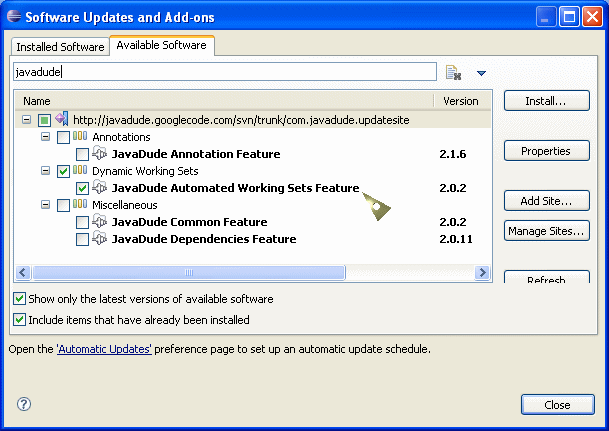 Software Updates and Add-ons
Installed Software
Available Software
javadude
Name Version
http://javadude.googlecode.com/svn/trunk/com.javadude.updatesite
Annotations
JavaDude Annotation Feature 2.1.6
Dynamic Working Sets
JavaDude Automated Working Sets Feature 2.0.2
Miscellaneous
JavaDude Common Feature 2.0.2
JavaDude Dependencies Feature 2.0.11
Install...
Properties
Add Site...
Manage Sites...
Refresh
Show only the latest versions of available software
Include items that have already been installed
Open the 'Automatic Updates' preference page to set up an automatic update schedule.
?
Close